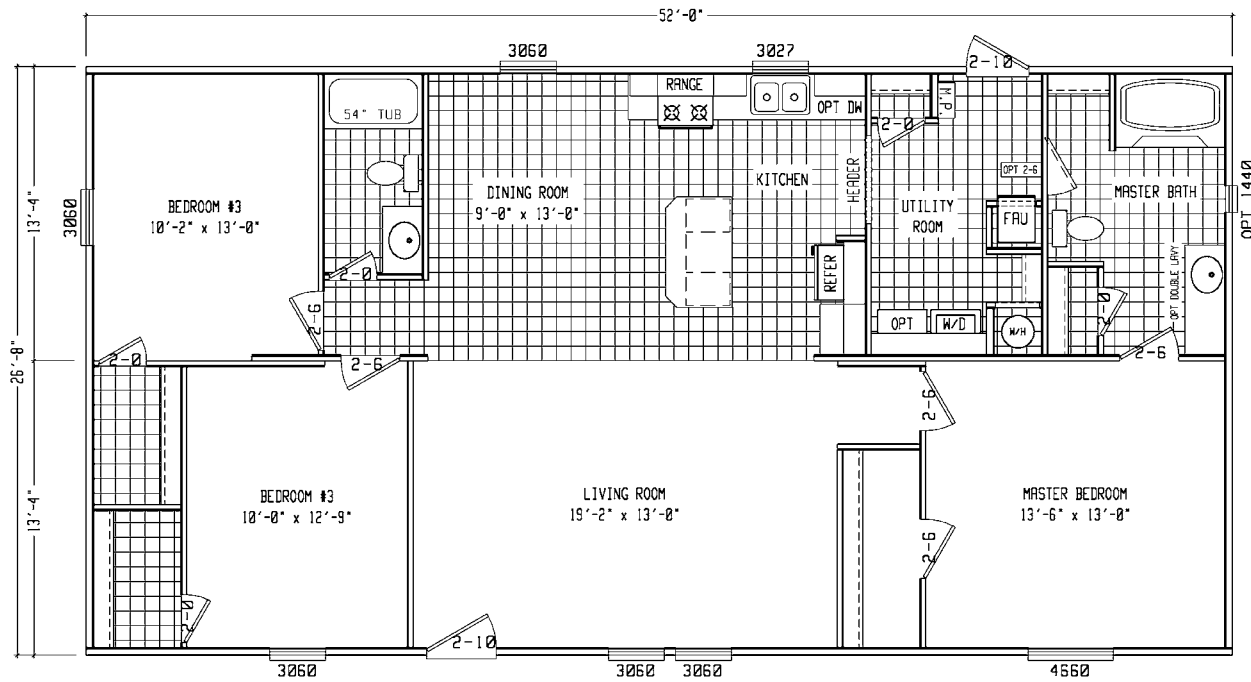 52'-0"
3060
3027
2-10
RANGE
M.P.
54" TUB
OPT DW
2-0
OPT 2-6
KITCHEN
HEADER
DINING ROOM
9'-0" x 13'-0"
MASTER BATH
OPT 1440
13'-4"
3060
BEDROOM #3
10'-2" x 13'-0"
UTILITY
ROOM
FAU
2-0
REFER
OPT DOUBLE LAVY
2-6
OPT
W/D
W/H
2-0
2-6
26'-8"
2-0
2-6
2-6
13'-4"
BEDROOM #3
10'-0" x 12'-9"
LIVING ROOM
19'-2" x 13'-0"
MASTER BEDROOM
13'-6" x 13'-0"
2-6
2-0
2-10
3060
3060
3060
4660